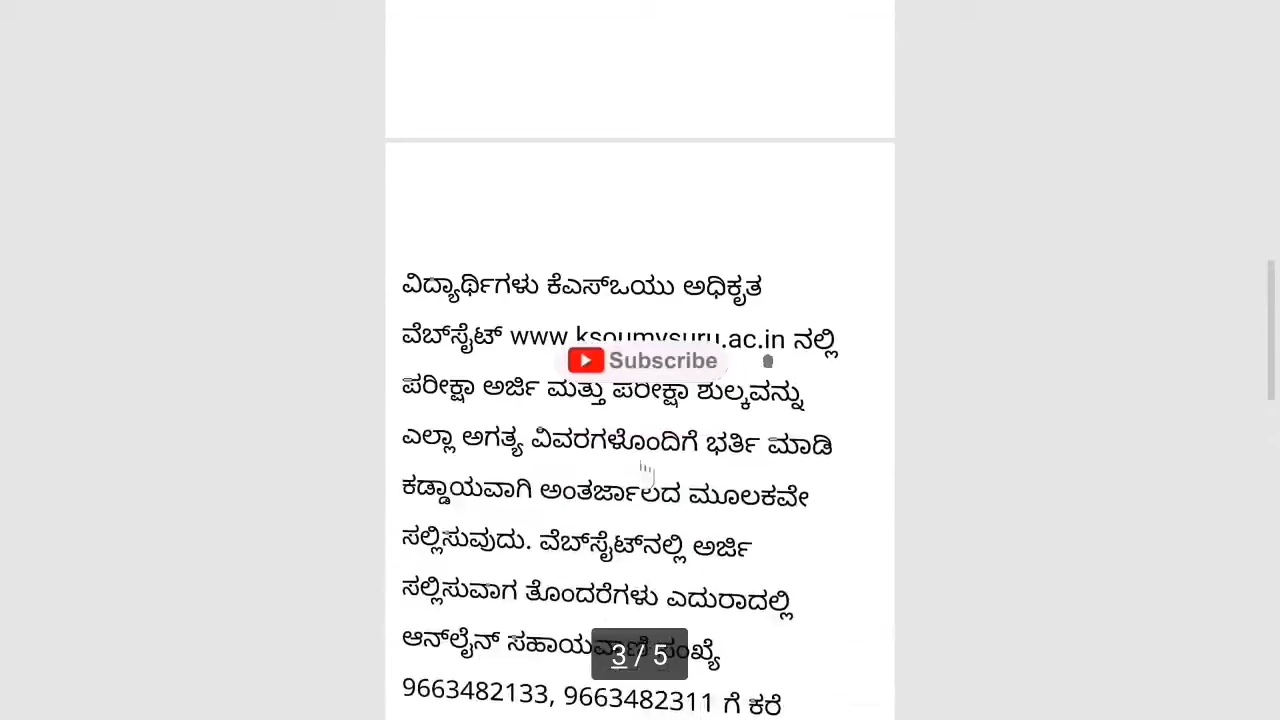 ವಿದ್ಯಾರ್ಥಿಗಳು ಕೆಎಸ್‌ಒಯು ಅಧಿಕೃತ
ವೆಬ್‌ಸೈಟ್ www ksoumysuru.ac.in ನಲ್ಲಿ
Subscribe
ಪರೀಕ್ಷಾ ಅರ್ಜಿ ಮತ್ತು ಪರೀಕ್ಷಾ ಶುಲ್ಕವನ್ನು
ಎಲ್ಲಾ ಅಗತ್ಯ ವಿವರಗಳೊಂದಿಗೆ ಭರ್ತಿ ಮಾಡಿ
ಕಡ್ಡಾಯವಾಗಿ ಅಂತರ್ಜಾಲದ ಮೂಲಕವೇ
ಸಲ್ಲಿಸುವುದು. ವೆಬ್‌ಸೈಟ್‌ನಲ್ಲಿ ಅರ್ಜಿ
ಸಲ್ಲಿಸುವಾಗ ತೊಂದರೆಗಳು ಎದುರಾದಲ್ಲಿ
ಆನ್‌ಲೈನ್ ಸಹಾಯವಾಣಿ ಸಂಖ್ಯೆ
3 / 5
9663482133, 9663482311 ಗೆ ಕರೆ